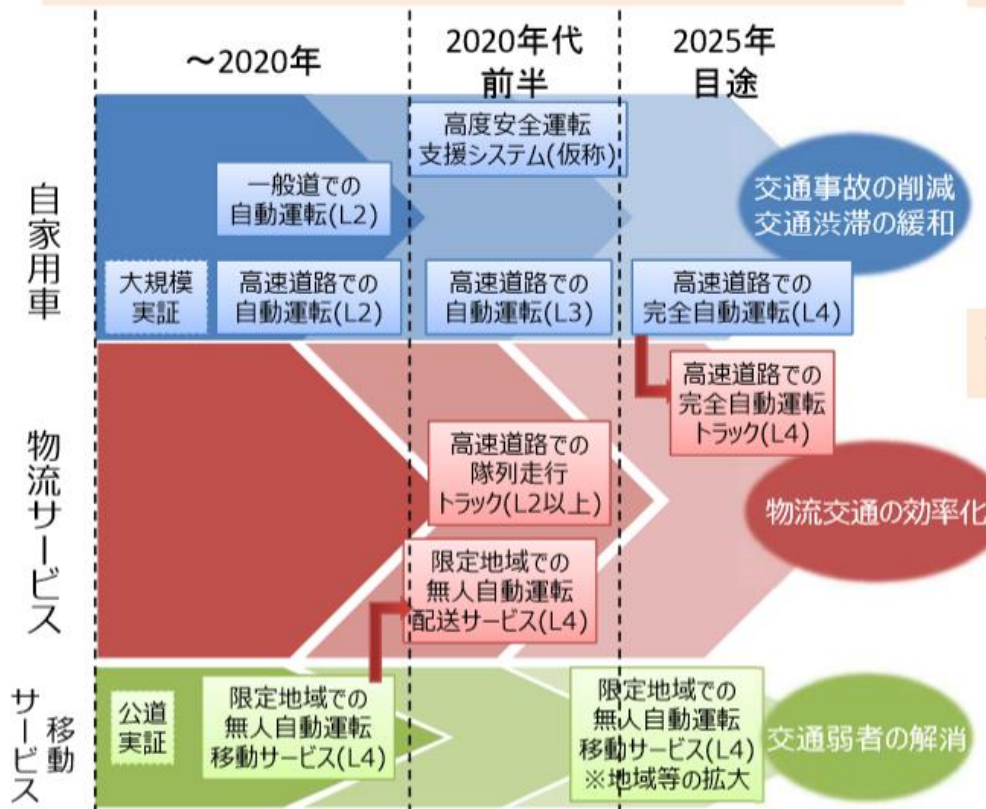 ～2020年
2020年代
前半
2025年
目途
自家用車
高度安全運転
支援システム(仮称)
一般道での
自動運転(L2)
大規模
実証
高速道路での
自動運転(L2)
高速道路での
自動運転(L3)
高速道路での
完全自動運転(L4)
交通事故の削減
交通渋滞の緩和
物流サービス
高速道路での
完全自動運転
トラック(L4)
高速道路での
隊列走行
トラック(L2以上)
限定地域での
無人自動運転
配送サービス(L4)
物流交通の効率化
移動
サービス
公道
実証
限定地域での
無人自動運転
移動サービス(L4)
限定地域での
無人自動運転
移動サービス(L4)
※地域等の拡大
交通弱者の解消